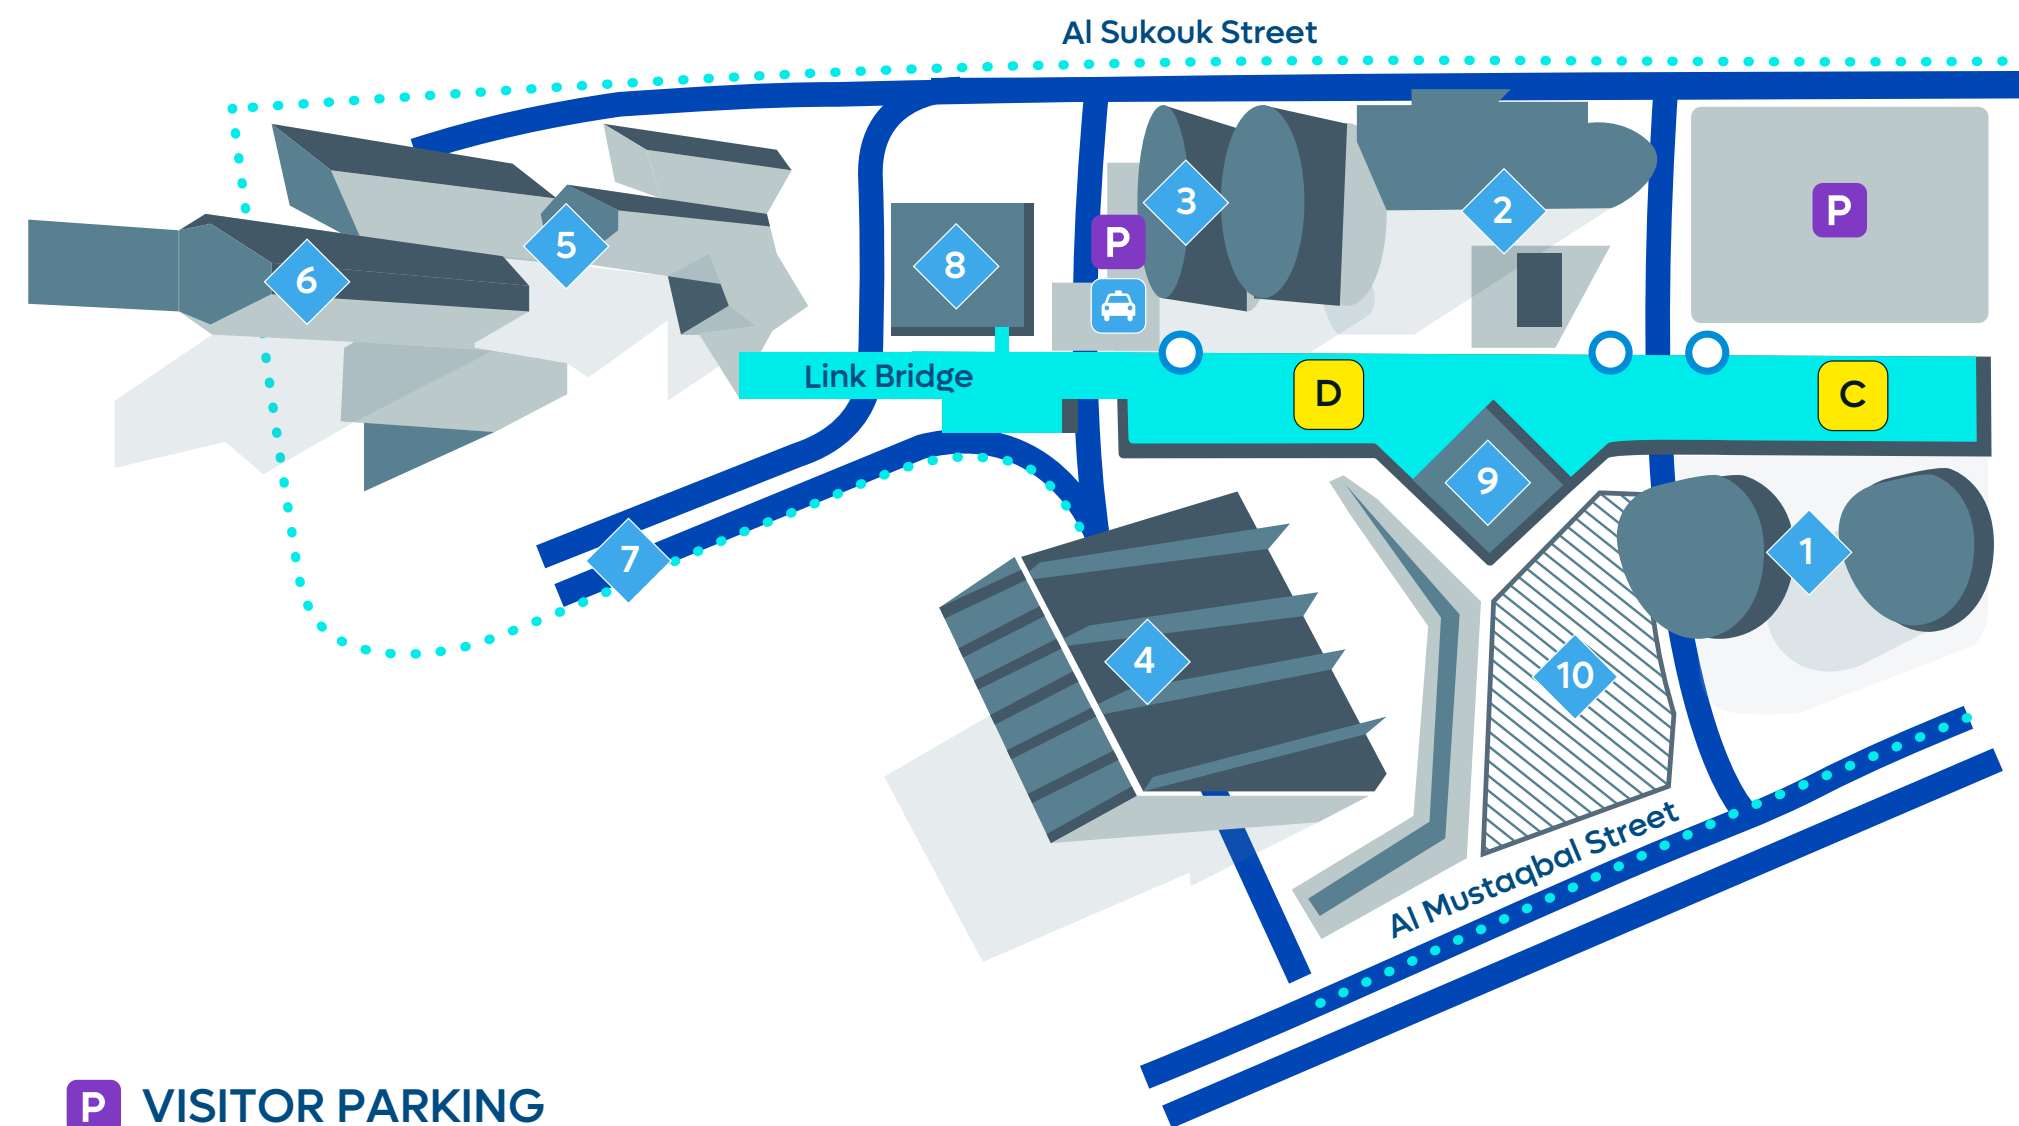 Al Sukouk Street
3
2
P
5
P
8
6
Link Bridge
D
C
9
7
1
4
10
Al Mustaqbal Street
P VISITOR PARKING